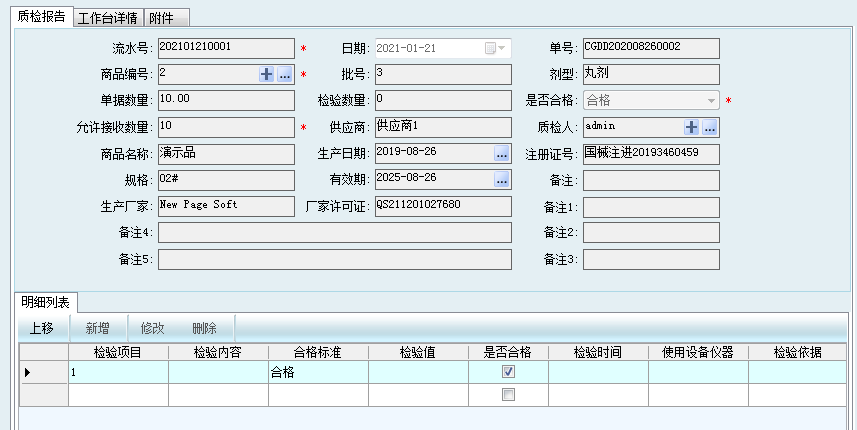 质检报告 工作台详情 附件
流水号: 202101210001 * 日期: 2021-01-21 单号: CGDD202008260002
商品编号: 2 + ... * 批号: 3 剂型: 丸剂
单据数量: 10.00 检验数量: 0 是否合格: 合格 *
允许接收数量: 10 * 供应商: 供应商1 质检人: admin + ...
商品名称: 演示品 生产日期: 2019-08-26 ... 注册证号: 国械注进20193460459
规格: 02# 有效期: 2025-08-26 ... 备注:
生产厂家: New Page Soft 厂家许可证: QS211201027680 备注1:
备注4: 备注2:
备注5: 备注3:
明细列表
上移 新增 修改 删除
检验项目 检验内容 合格标准 检验值 是否合格 检验时间 使用设备仪器 检验依据
1 合格